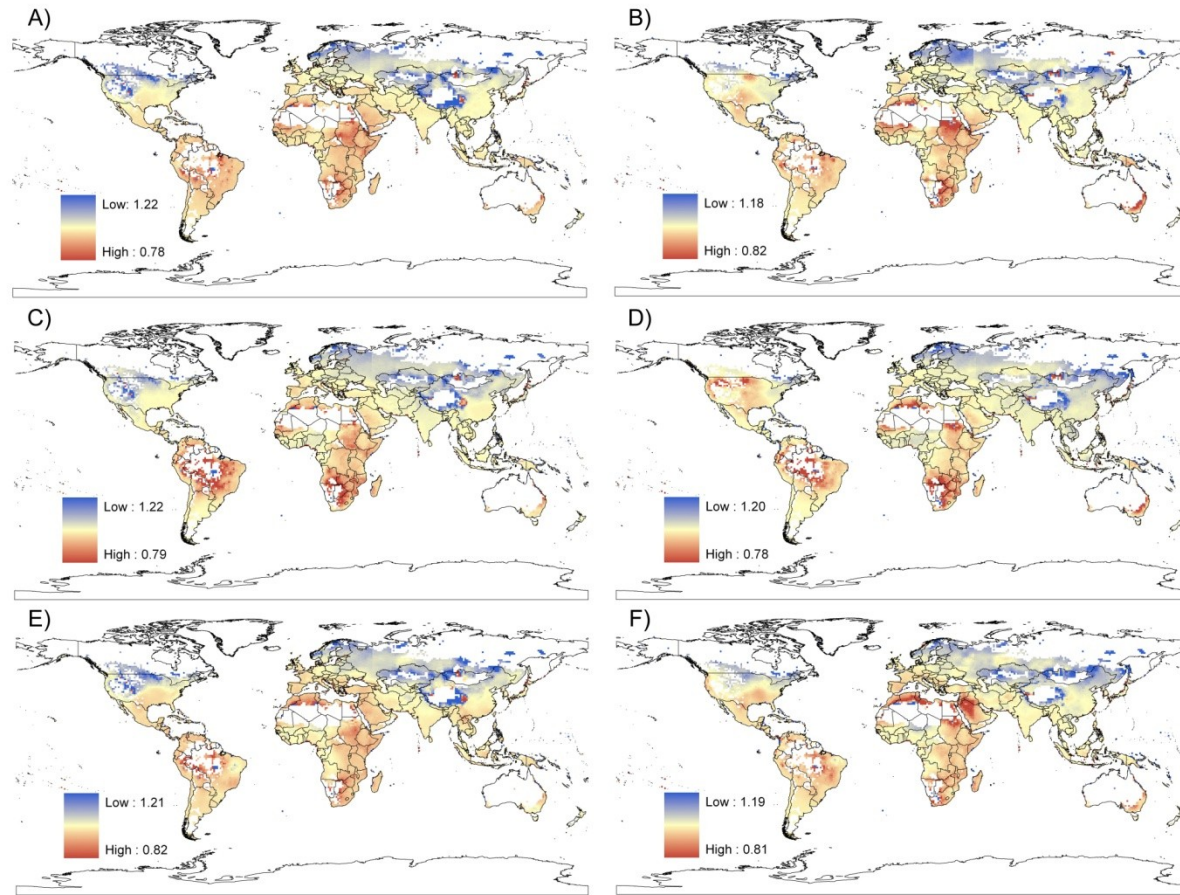 A)
B)
Low: 1.22
High : 0.78
Low : 1.18
High : 0.82
C)
D)
Low : 1.22
High : 0.79
Low : 1.20
High : 0.78
E)
F)
Low : 1.21
High : 0.82
Low : 1.19
High : 0.81